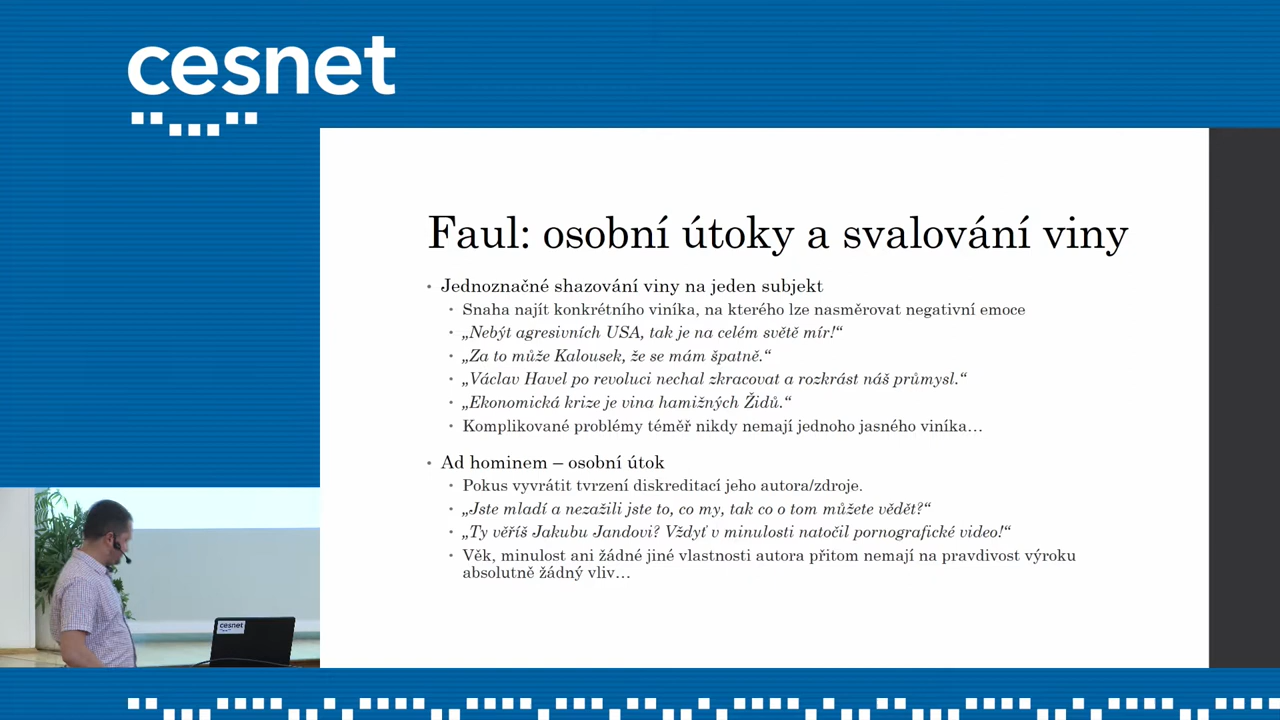 cesnet
Faul: osobní útoky a svalování viny
• Jednoznačné shazování viny na jeden subjekt
• Snaha najít konkrétního viníka, na kterého lze nasměrovat negativní emoce
• „Nebýt agresivních USA, tak je na celém světě mír!“
• „Za to může Kalousek, že se mám špatně.“
• „Václav Havel po revoluci nechal zkracovat a rozkrást náš průmysl.“
• „Ekonomická krize je vina hamižných Židů.“
• Komplikované problémy téměř nikdy nemají jednoho jasného viníka…
• Ad hominem – osobní útok
• Pokus vyvrátit tvrzení diskreditací jeho autora/zdroje.
• „Jste mladí a nezažili jste to, co my, tak co o tom můžete vědět?“
• „Ty věříš Jakubu Jandovi? Vždyť v minulosti natočil pornografické video!“
• Věk, minulost ani žádné jiné vlastnosti autora přitom nemají na pravdivost výroku
absolutně žádný vliv…
cesnet